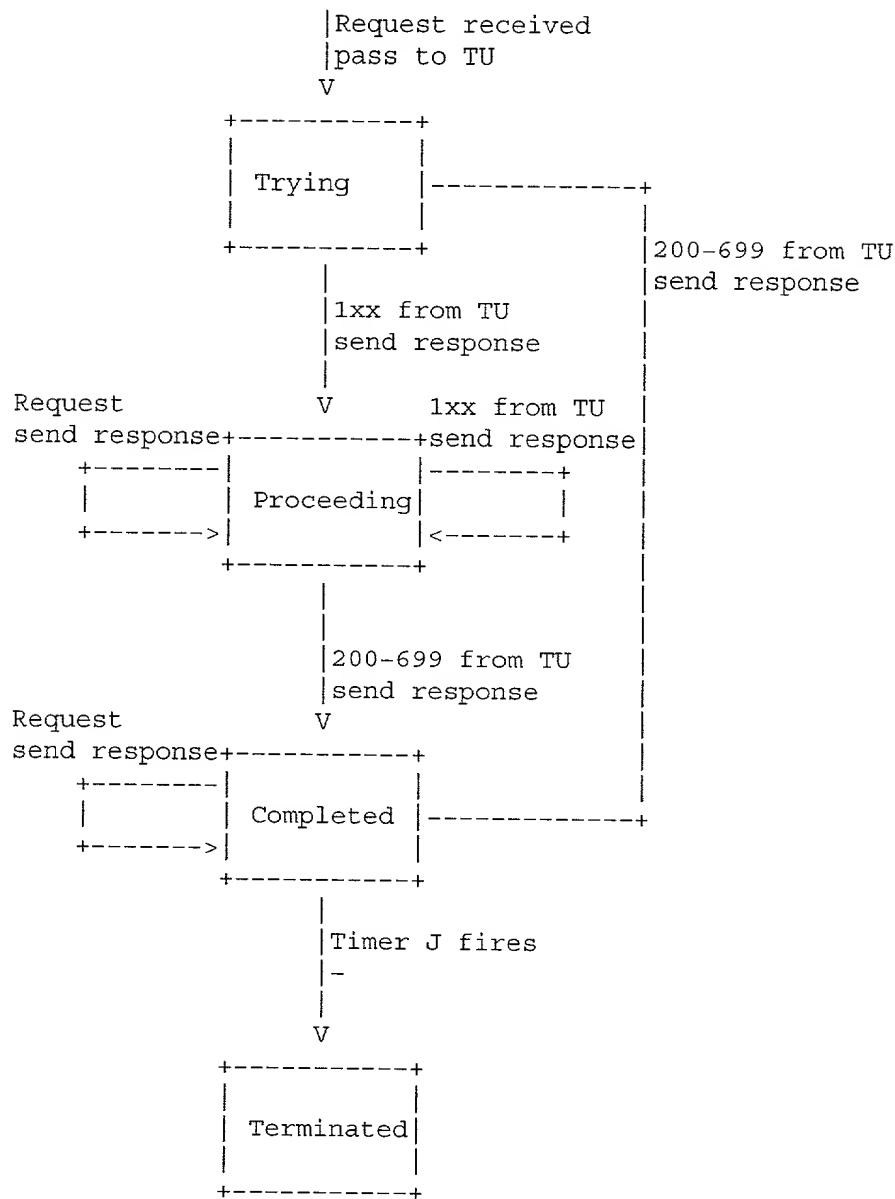 Request received
pass to TU
V
Trying
200-699 from TU
send response
1xx from TU
send response
V
Request
send response
1xx from TU
send response
Proceeding
200-699 from TU
send response
V
Request
send response
Completed
Timer J fires
-
V
Terminated